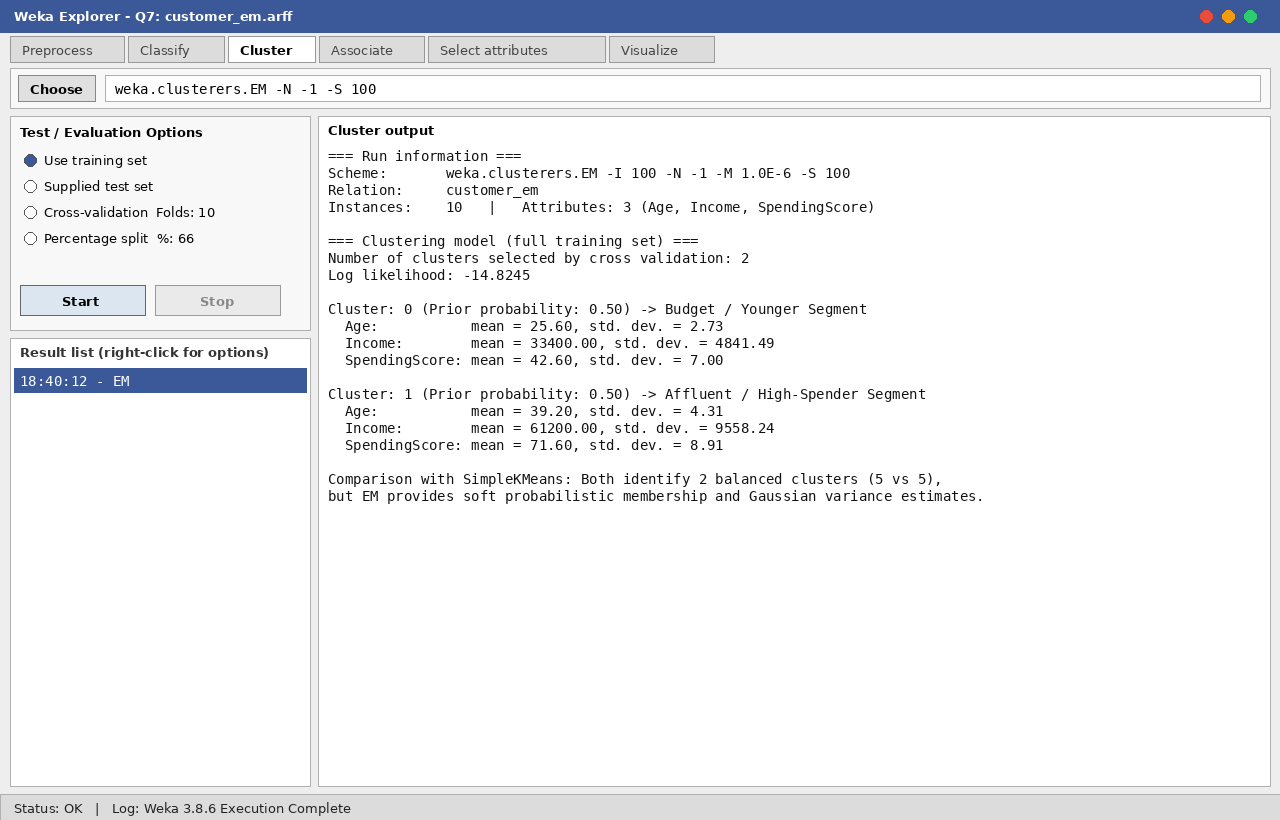 Weka Explorer - Q7: customer_em.arff
Preprocess Classify Cluster Associate Select attributes Visualize
Choose weka.clusterers.EM -N -1 -S 100
Test / Evaluation Options
Use training set
Supplied test set
Cross-validation  Folds: 10
Percentage split  %: 66
Start Stop
Result list (right-click for options)
18:40:12 - EM
Cluster output
=== Run information ===
Scheme:       weka.clusterers.EM -I 100 -N -1 -M 1.0E-6 -S 100
Relation:     customer_em
Instances:    10   |   Attributes: 3 (Age, Income, SpendingScore)
=== Clustering model (full training set) ===
Number of clusters selected by cross validation: 2
Log likelihood: -14.8245
Cluster: 0 (Prior probability: 0.50) -> Budget / Younger Segment
  Age:           mean = 25.60, std. dev. = 2.73
  Income:        mean = 33400.00, std. dev. = 4841.49
  SpendingScore: mean = 42.60, std. dev. = 7.00
Cluster: 1 (Prior probability: 0.50) -> Affluent / High-Spender Segment
  Age:           mean = 39.20, std. dev. = 4.31
  Income:        mean = 61200.00, std. dev. = 9558.24
  SpendingScore: mean = 71.60, std. dev. = 8.91
Comparison with SimpleKMeans: Both identify 2 balanced clusters (5 vs 5),
but EM provides soft probabilistic membership and Gaussian variance estimates.
Status: OK   |   Log: Weka 3.8.6 Execution Complete